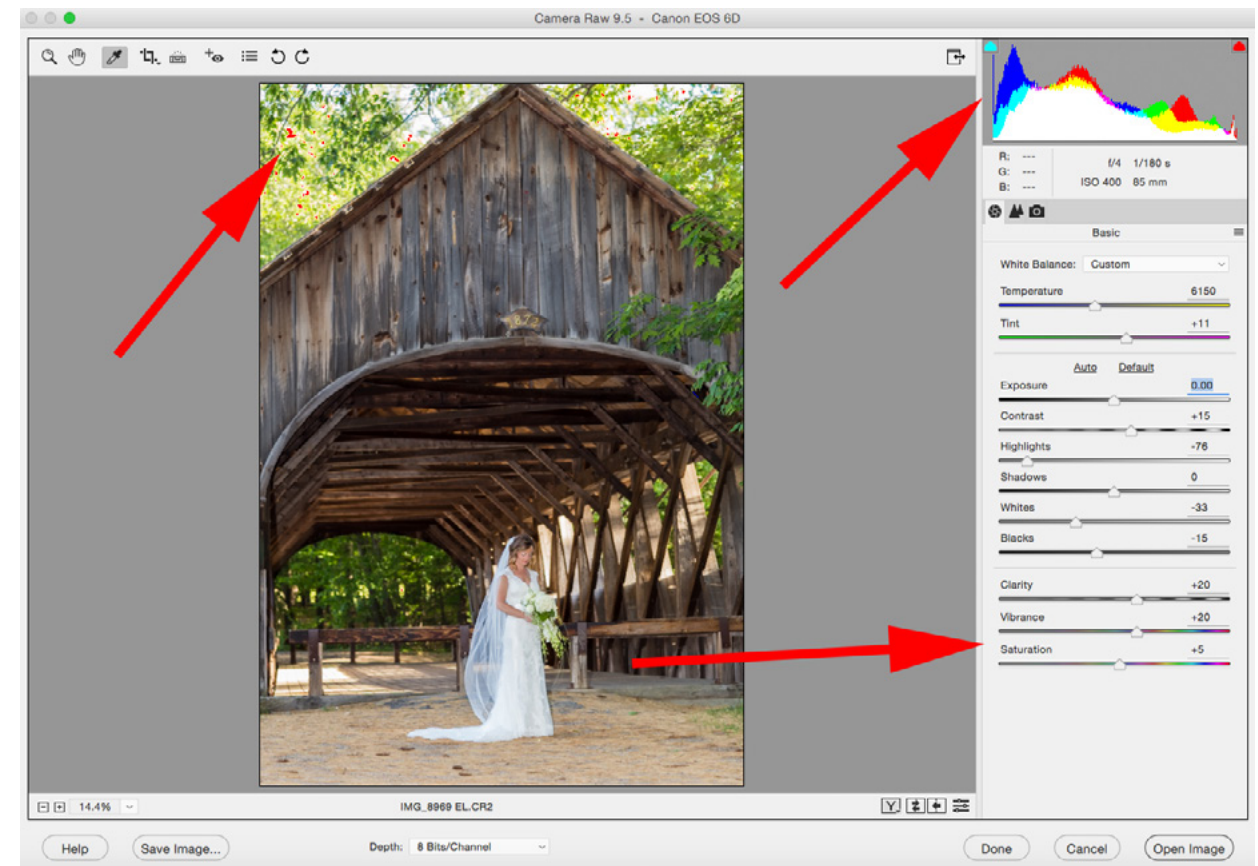 Camera Raw 9.5 - Canon EOS 6D
R: ---
G: ---
B: ---
f/4 1/180 s
ISO 400 85 mm
Basic
White Balance: Custom
Temperature 6150
Tint +11
Auto Default
Exposure 0.00
Contrast +15
Highlights -76
Shadows 0
Whites -33
Blacks -15
Clarity +20
Vibrance +20
Saturation +5
14.4% IMG_8969 EL.CR2 Y
Help Save Image... Depth: 8 Bits/Channel Done Cancel Open Image